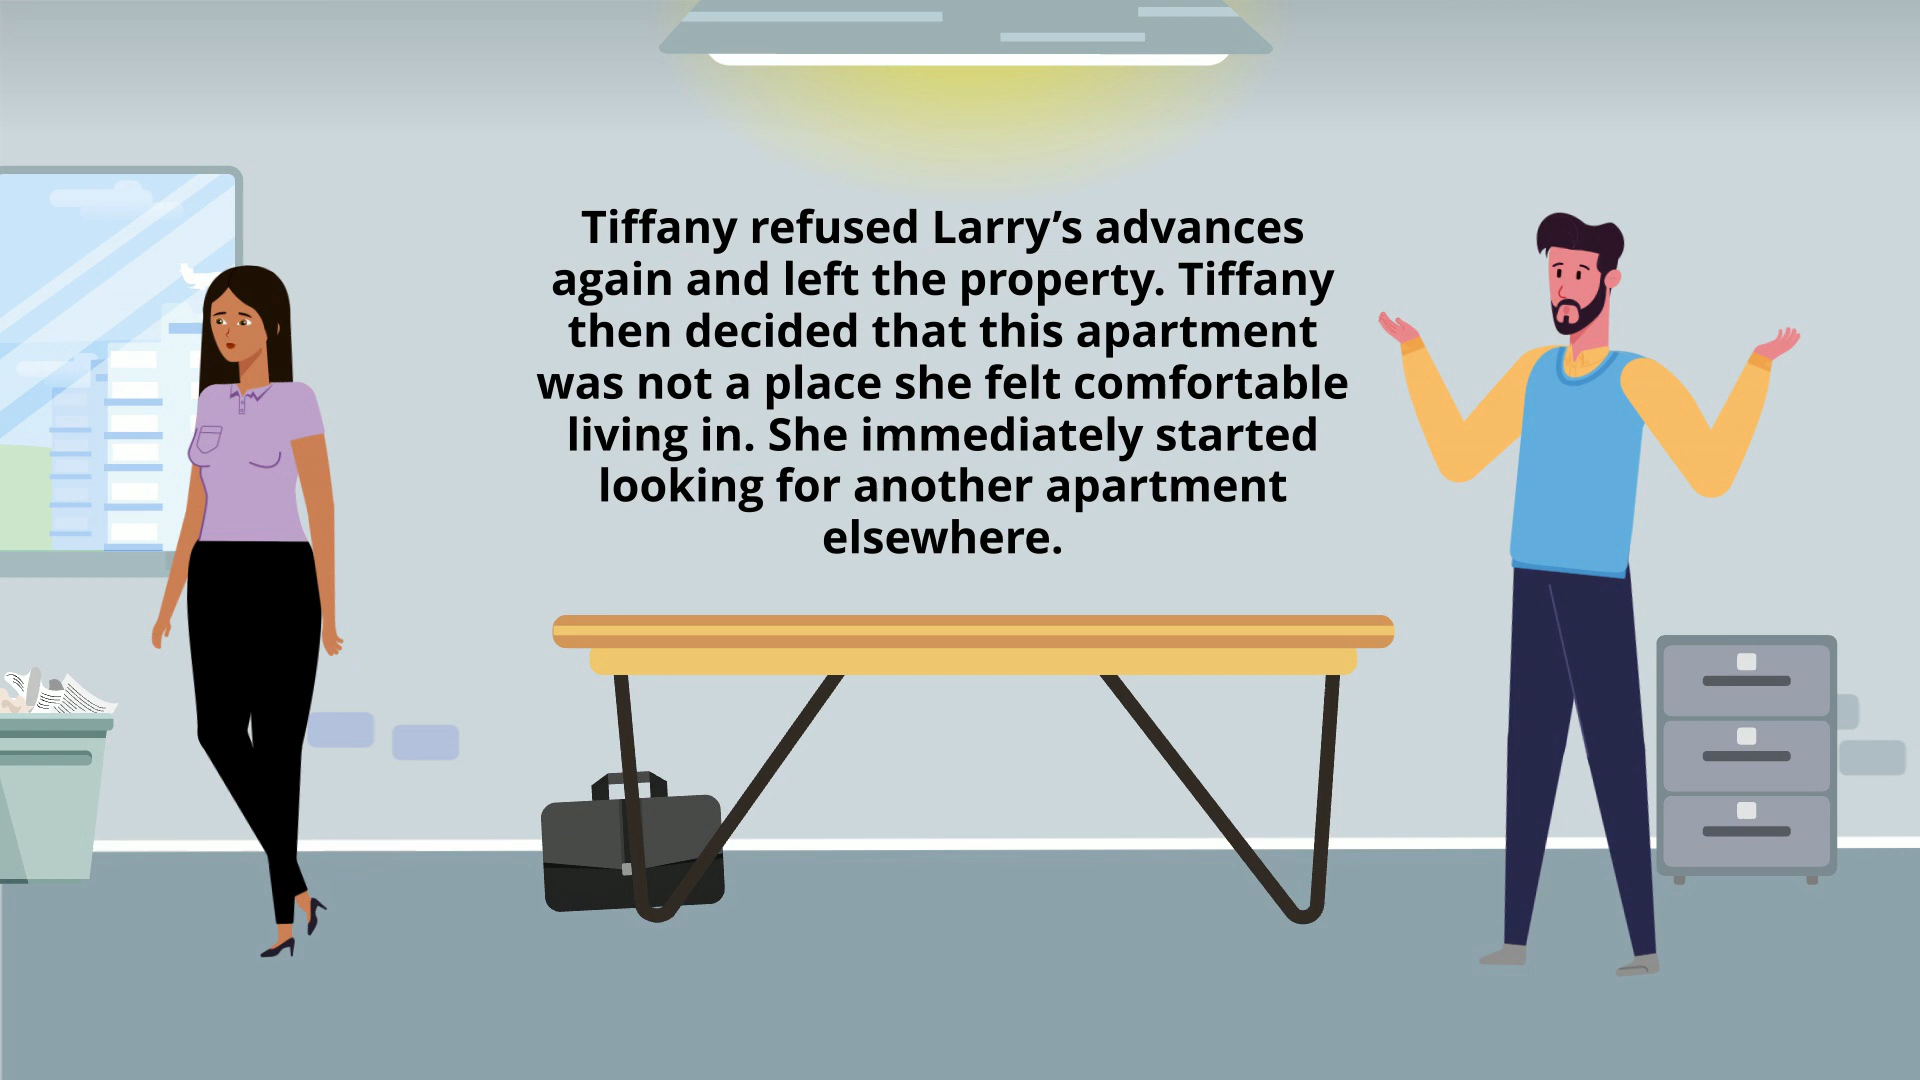 Tiffany refused Larry’s advances
again and left the property. Tiffany
then decided that this apartment
was not a place she felt comfortable
living in. She immediately started
looking for another apartment
elsewhere.